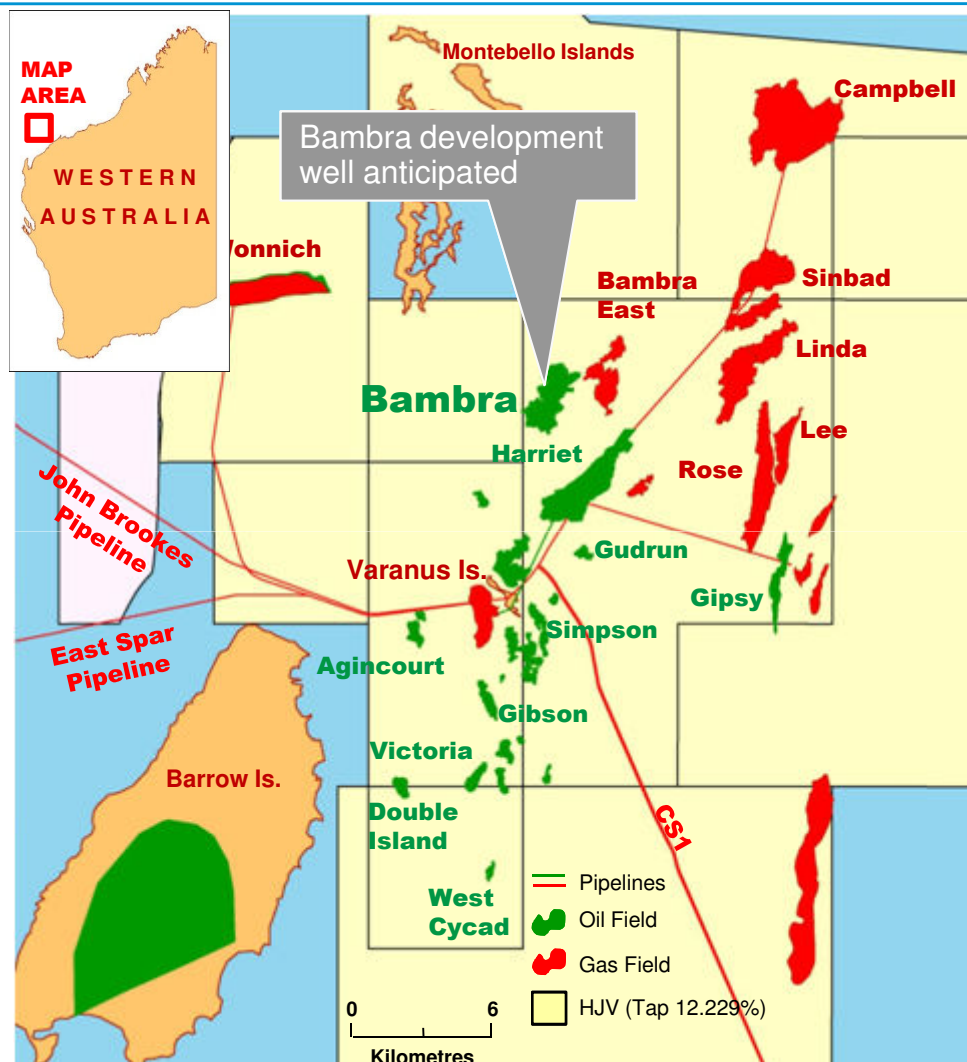 MAP
AREA
WESTERN
AUSTRALIA
Montebello Islands
Campbell
Bambra development
well anticipated
Wonnich
Bambra
East
Sinbad
Linda
Bambra
Harriet
Lee
Rose
John Brookes
Pipeline
Gudrun
Varanus Is.
Gipsy
Simpson
East Spar
Pipeline
Agincourt
Gibson
Victoria
Barrow Is.
Double
Island
CS1
West
Cycad
Pipelines
Oil Field
Gas Field
HJV (Tap 12.229%)
0 6
Kilometres